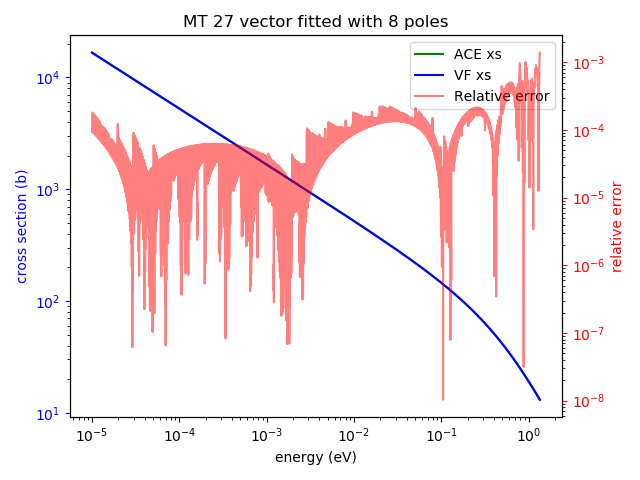 MT 27 vector fitted with 8 poles
ACE xs
VF xs
Relative error
cross section (b)
10^4
10^3
10^2
10^1
10^-3
10^-4
10^-5
10^-6
10^-7
10^-8
relative error
10^-5
10^-4
10^-3
10^-2
10^-1
10^0
energy (eV)